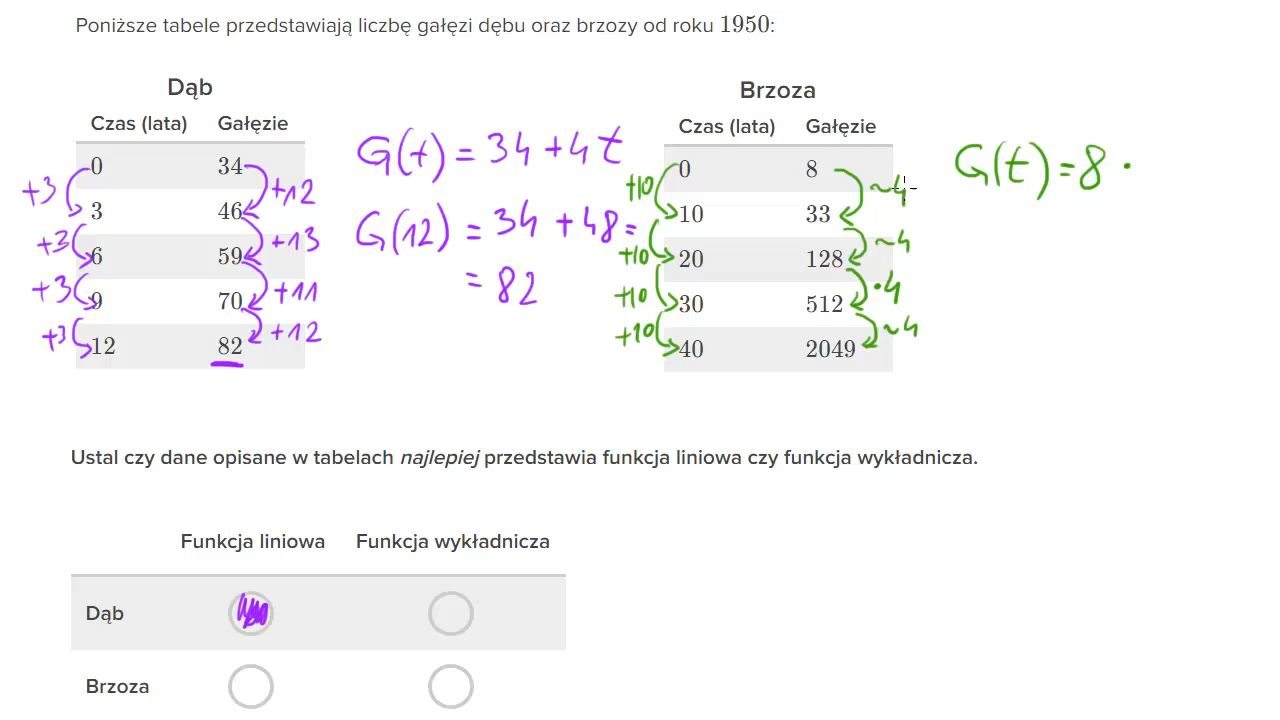 Poniższe tabele przedstawiają liczbę gałęzi dębu oraz brzozy od roku 1950:
Dąb
Czas (lata) Gałęzie
0 34
3 46
6 59
9 70
12 82
+3
+3
+3
+3
+12
+13
+11
+12
G(t) = 34 + 4t
G(12) = 34 + 48 =
= 82
Brzoza
Czas (lata) Gałęzie
0 8
10 33
20 128
30 512
40 2049
+10
+10
+10
+10
~4
~4
·4
~4
G(t) = 8 ·
Ustal czy dane opisane w tabelach najlepiej przedstawia funkcja liniowa czy funkcja wykładnicza.
Funkcja liniowa Funkcja wykładnicza
Dąb
Brzoza